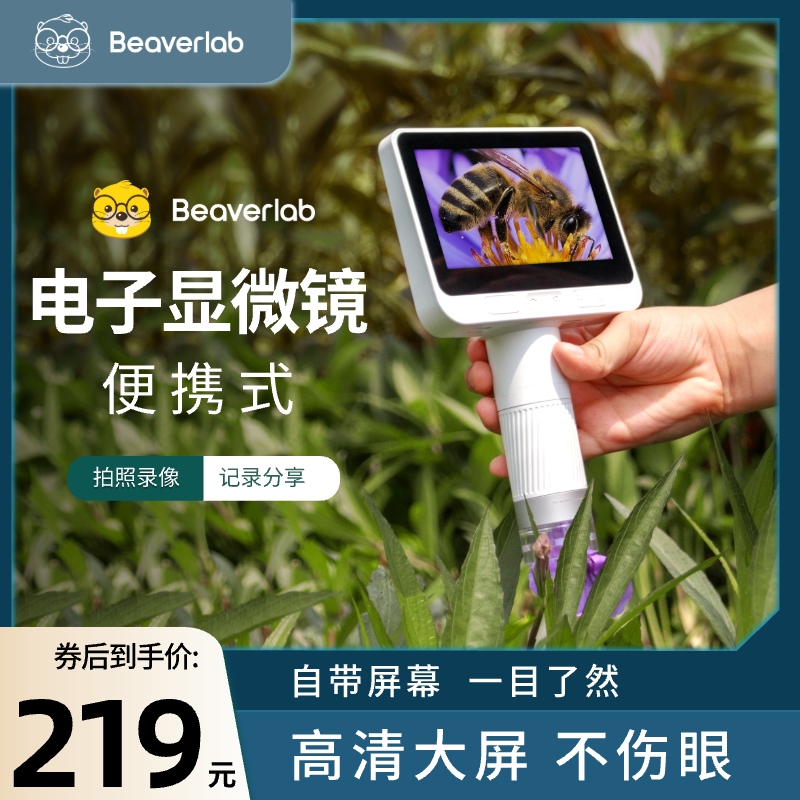 Beaverlab
Beaverlab
电子显微镜
便携式
拍照录像 记录分享
券后到手价:
219元
自带屏幕 一目了然
高清大屏 不伤眼